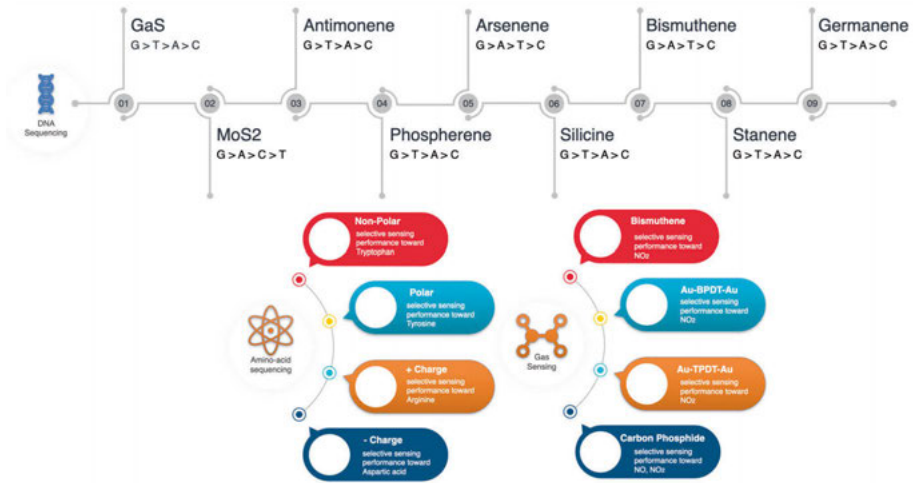 GaS
G>T>A>C
Antimonene
G>T>A>C
Arsenene
G>T>A>C
Bismuthene
G>A>T>C
Germanene
G>T>A>C
01
02
03
04
05
06
07
08
09
DNA
Sequencing
MoS2
G>A>C>T
Phospherene
G>T>A>C
Silicine
G>T>A>C
Stanene
G>T>A>C
Amino-acid
sequencing
Non-Polar
selective sensing
performance toward
Tryptophan
Polar
selective sensing
performance toward
Tyrosine
+ Charge
selective sensing
performance toward
Arginine
- Charge
selective sensing
performance toward
Aspartic acid
Gas
Sensing
Bismuthene
selective sensing
performance toward
NO₂
Au-BPDT-Au
selective sensing
performance toward
NO₂
Au-TPDT-Au
selective sensing
performance toward
NO₂
Carbon Phosphide
selective sensing
performance toward
NO, NO₂